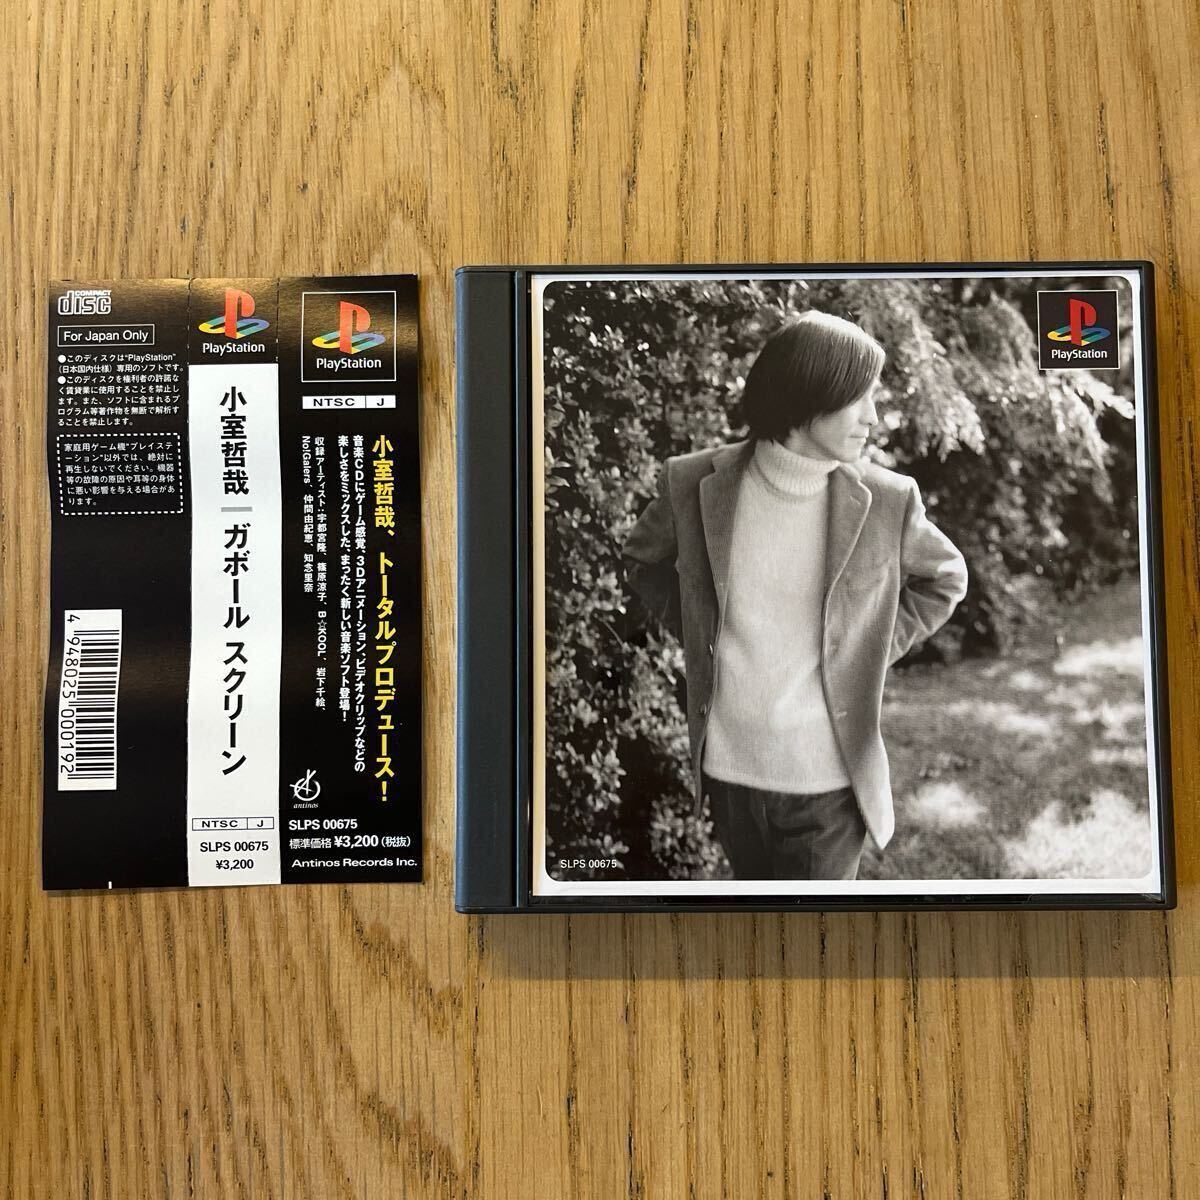 COMPACT
disc
For Japan Only
●このディスクは“PlayStation”
(日本国内仕様)専用のソフトです。
●このディスクを権利者の許諾な
く賃貸業に使用することを禁止し
ます。また、ソフトに含まれるプ
ログラム等著作物を無断で解析す
ることを禁止します。
家庭用ゲーム機“プレイステ
ーション”以外では、絶対に
再生しないでください。機器
等の故障の原因や耳等の身体
に悪い影響を与える場合があ
ります。
4 948025 000192
PlayStation
小室哲哉 ガボール スクリーン
NTSC J
SLPS 00675
¥3,200
PlayStation
NTSC J
小室哲哉、トータルプロデュース!
音楽CDにゲーム感覚、3Dアニメーション、ビデオクリップなどの
楽しさをミックスした、まったく新しい音楽ソフト登場!
収録アーティスト:宇都宮隆、篠原涼子、B☆KOOL、岩下千絵、
No!Galers、仲間由紀恵、知念里奈
antinos
SLPS 00675
標準価格 ¥3,200(税抜)
Antinos Records Inc.
PlayStation
SLPS 00675